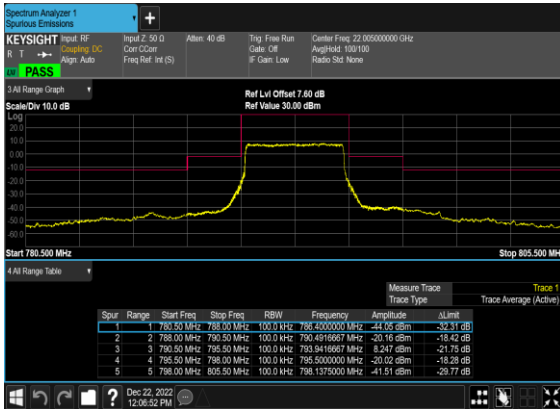 Spectrum Analyzer 1
Spurious Emissions
+
KEYSIGHT Input: RF Input Z: 50 Ω Atten: 40 dB Trig: Free Run Center Freq: 22.005000000 GHz
R T Coupling: DC Corr CCorr Gate: Off Avg|Hold: 100/100
Align: Auto Freq Ref: Int (S) IF Gain: Low Radio Std: None
LXI PASS
3 All Range Graph
Ref Lvl Offset 7.60 dB
Scale/Div 10.0 dB Ref Value 30.00 dBm
Log
20.0
10.0
0.00
-10.0
-20.0
-30.0
-40.0
-50.0
-60.0
Start 780.500 MHz Stop 805.500 MH
4 All Range Table
Measure Trace Trace 1
Trace Type Trace Average (Active)
Spur Range Start Freq Stop Freq RBW Frequency Amplitude ΔLimit
1 1 780.50 MHz 788.00 MHz 100.0 kHz 786.4000000 MHz -44.05 dBm -32.31 dB
2 2 788.00 MHz 790.50 MHz 100.0 kHz 790.4916667 MHz -20.16 dBm -18.42 dB
3 3 790.50 MHz 795.50 MHz 100.0 kHz 793.9416667 MHz 8.247 dBm -21.75 dB
4 4 795.50 MHz 798.00 MHz 100.0 kHz 795.5000000 MHz -20.02 dBm -18.28 dB
5 5 798.00 MHz 805.50 MHz 100.0 kHz 798.1375000 MHz -41.51 dBm -29.77 dB
?
Dec 22, 2022
12:06:52 PM